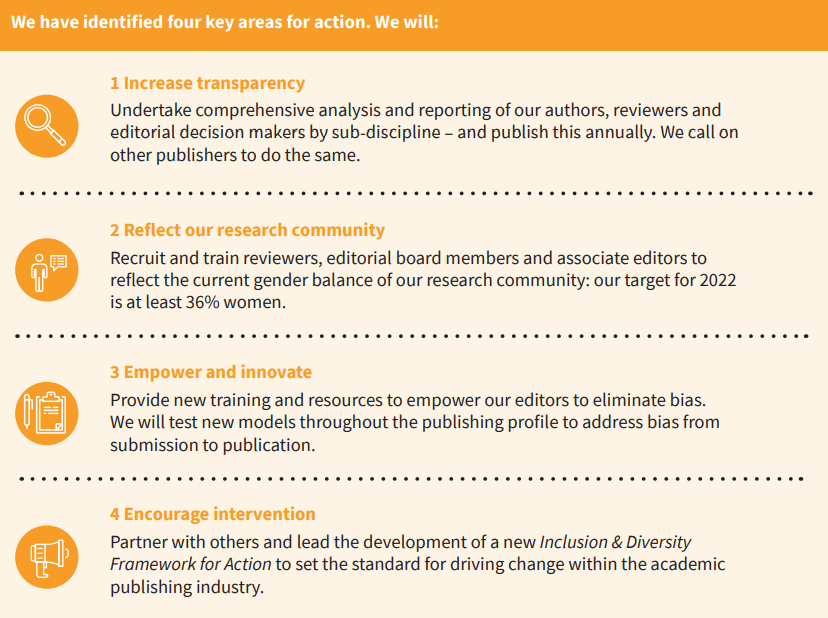 We have identified four key areas for action. We will:
1 Increase transparency
Undertake comprehensive analysis and reporting of our authors, reviewers and
editorial decision makers by sub-discipline – and publish this annually. We call on
other publishers to do the same.
2 Reflect our research community
Recruit and train reviewers, editorial board members and associate editors to
reflect the current gender balance of our research community: our target for 2022
is at least 36% women.
3 Empower and innovate
Provide new training and resources to empower our editors to eliminate bias.
We will test new models throughout the publishing profile to address bias from
submission to publication.
4 Encourage intervention
Partner with others and lead the development of a new Inclusion & Diversity
Framework for Action to set the standard for driving change within the academic
publishing industry.